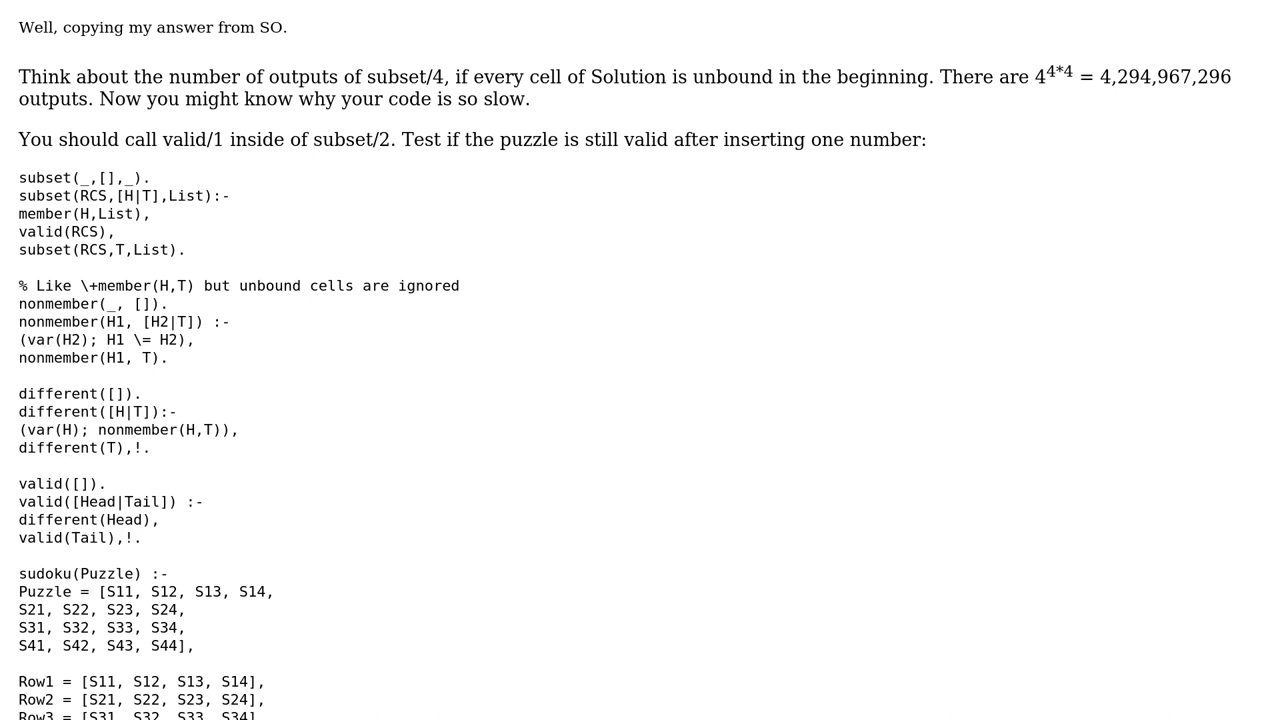 Well, copying my answer from SO.
Think about the number of outputs of subset/4, if every cell of Solution is unbound in the beginning. There are 4^4*4 = 4,294,967,296
outputs. Now you might know why your code is so slow.
You should call valid/1 inside of subset/2. Test if the puzzle is still valid after inserting one number:
subset(_,[],_).
subset(RCS,[H|T],List):-
member(H,List),
valid(RCS),
subset(RCS,T,List).
% Like \+member(H,T) but unbound cells are ignored
nonmember(_, []).
nonmember(H1, [H2|T]) :-
(var(H2); H1 \= H2),
nonmember(H1, T).
different([]).
different([H|T]):-
(var(H); nonmember(H,T)),
different(T),!.
valid([]).
valid([Head|Tail]) :-
different(Head),
valid(Tail),!.
sudoku(Puzzle) :-
Puzzle = [S11, S12, S13, S14,
S21, S22, S23, S24,
S31, S32, S33, S34,
S41, S42, S43, S44],
Row1 = [S11, S12, S13, S14],
Row2 = [S21, S22, S23, S24],
Row3 = [S31, S32, S33, S34],